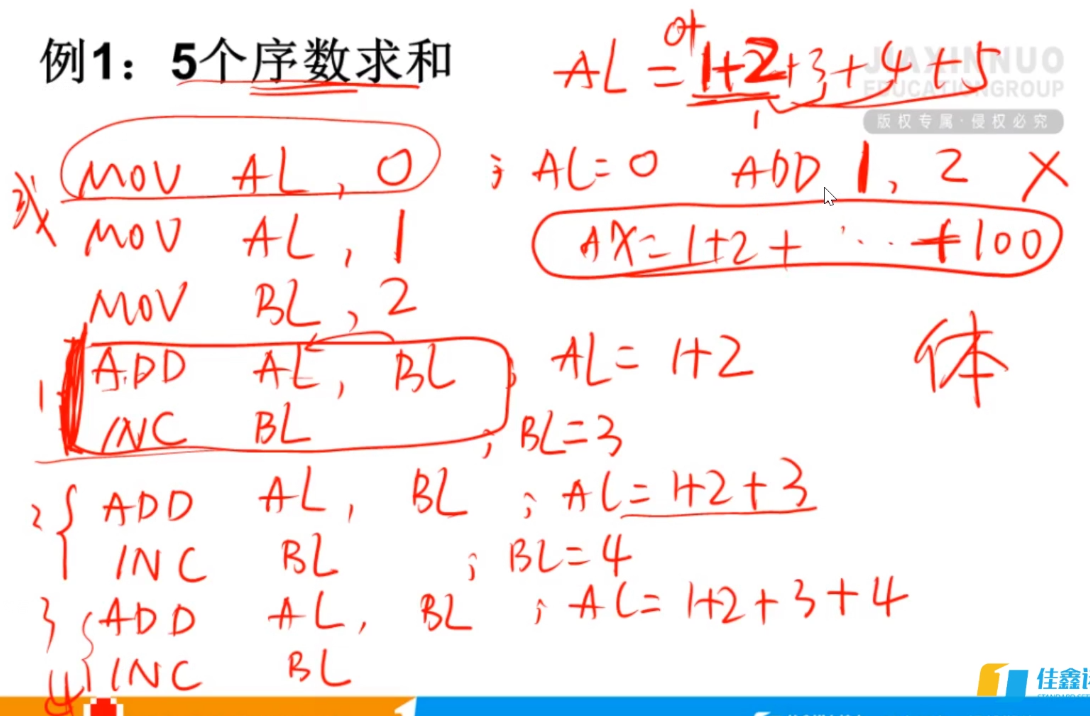 例1：5个序数求和
AL = 0+1+2+3+4+5
JIAXINNUO
EDUCATIONGROUP
版权专属·侵权必究
或
MOV AL, 0 ; AL=0 ADD 1, 2 X
MOV AL, 1 AX=1+2+ ... +100
MOV BL, 2
1 ADD AL, BL ; AL= 1+2 体
INC BL ; BL=3
2 { ADD AL, BL ; AL=1+2+3
INC BL ; BL=4
3 { ADD AL, BL ; AL= 1+2+3+4
INC BL
4
佳鑫